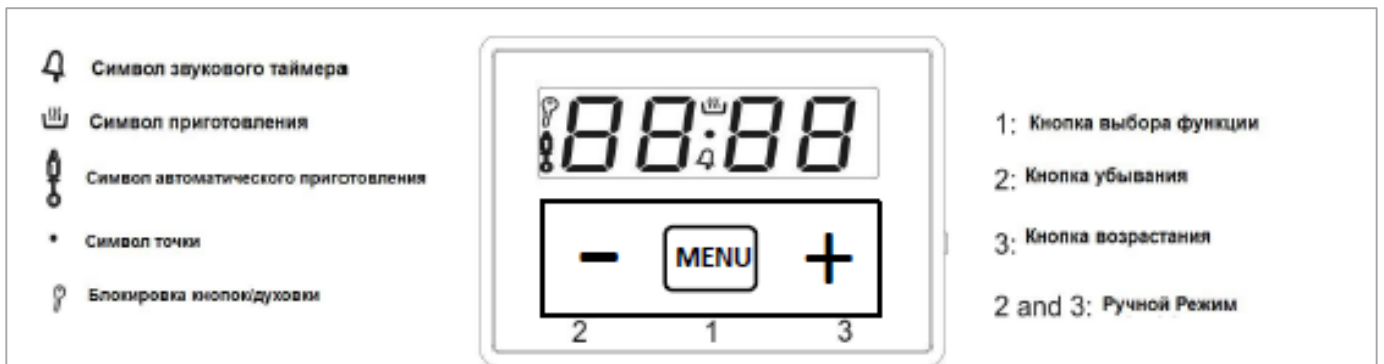 Символ звукового таймера
Символ приготовления
Символ автоматического приготовления
Символ точки
Блокировка кнопок/духовки
88:88
− MENU +
2 1 3
1: Кнопка выбора функции
2: Кнопка убывания
3: Кнопка возрастания
2 and 3: Ручной Режим